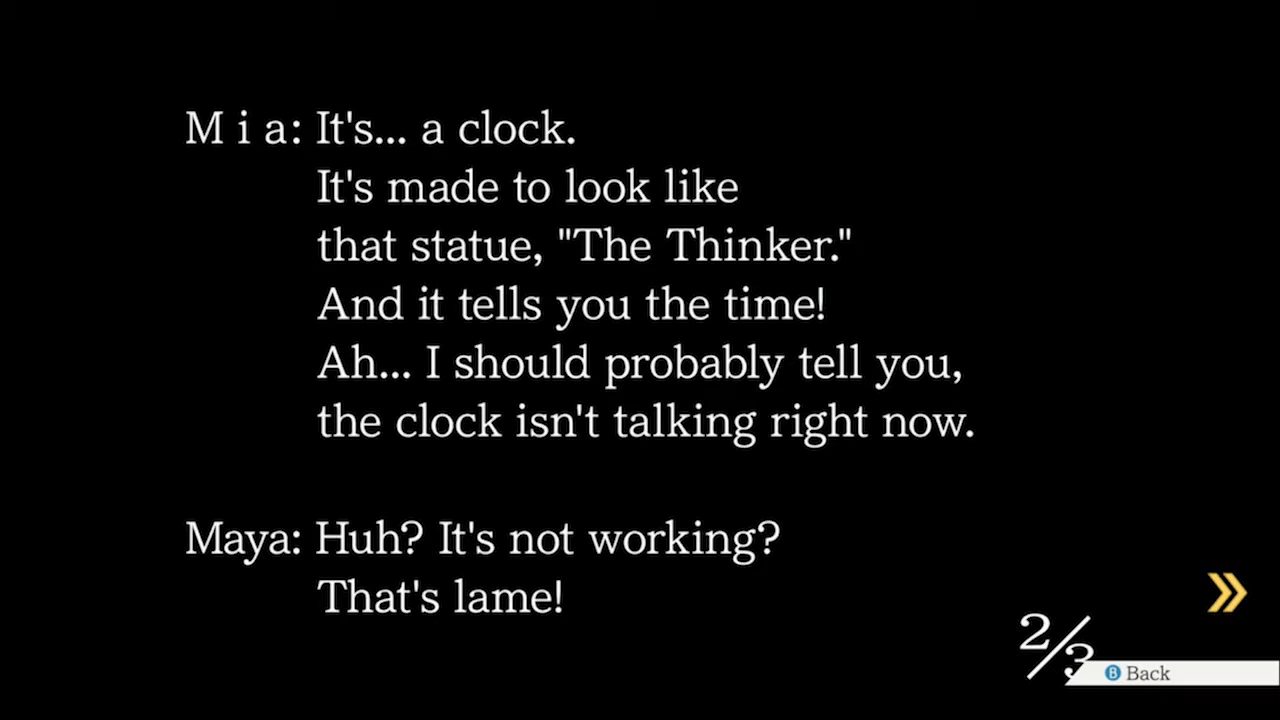 M i a: It's... a clock.
It's made to look like
that statue, "The Thinker."
And it tells you the time!
Ah... I should probably tell you,
the clock isn't talking right now.
Maya: Huh? It's not working?
That's lame!
2/3
B Back